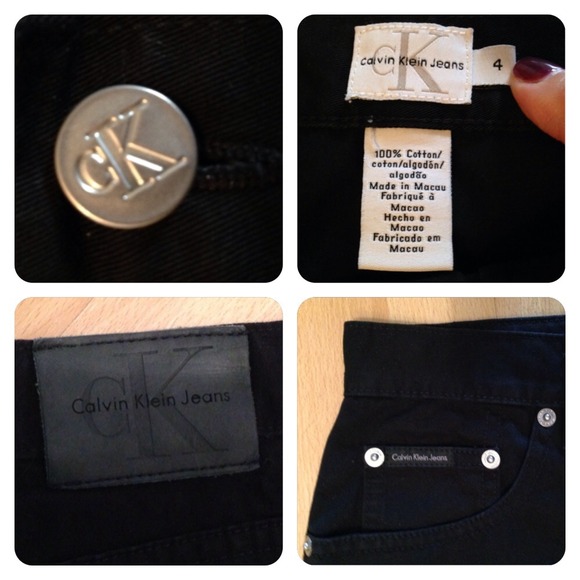 cK
cK
Calvin Klein Jeans
4
100% Cotton/
coton/algodón/
algodão
Made in Macau
Fabriqué à
Macao
Hecho en
Macao
Fabricado em
Macau
cK
Calvin Klein Jeans
Calvin Klein Jeans